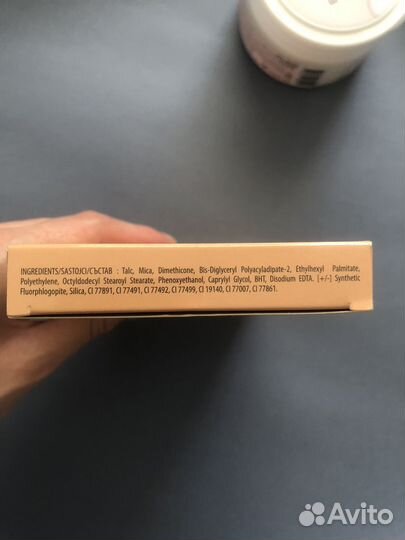 INGREDIENTS/SASTOJCI/СЪСТАВ : Talc, Mica, Dimethicone, Bis-Diglyceryl Polyacyladipate-2, Ethylhexyl Palmitate,
Polyethylene, Octyldodecyl Stearoyl Stearate, Phenoxyethanol, Caprylyl Glycol, BHT, Disodium EDTA. [+/-] Synthetic
Fluorphlogopite, Silica, CI 77891, CI 77491, CI 77492, CI 77499, CI 19140, CI 77007, CI 77861.
Avito